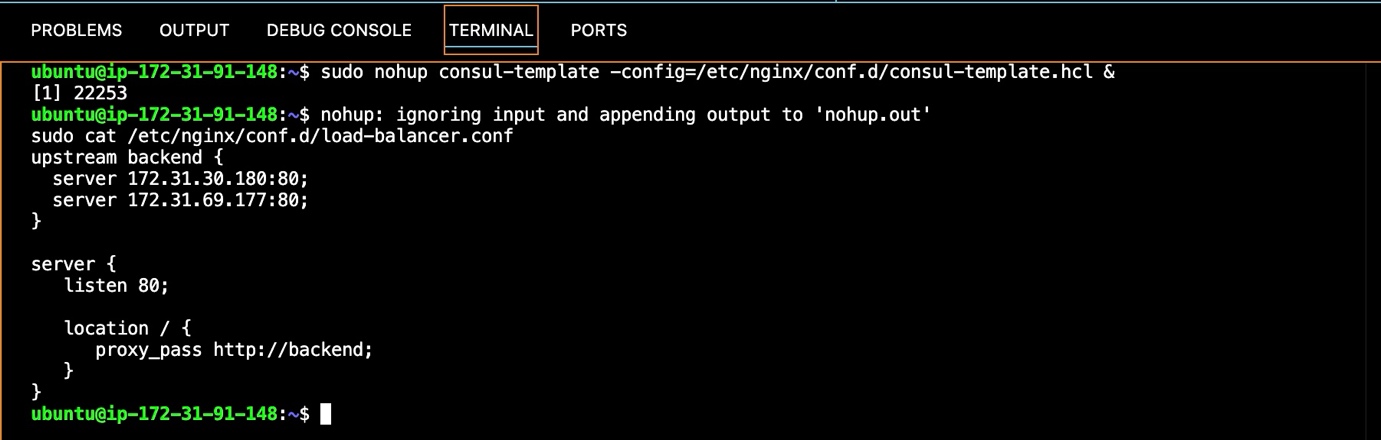 PROBLEMS OUTPUT DEBUG CONSOLE TERMINAL PORTS
ubuntu@ip-172-31-91-148:~$ sudo nohup consul-template -config=/etc/nginx/conf.d/consul-template.hcl &
[1] 22253
ubuntu@ip-172-31-91-148:~$ nohup: ignoring input and appending output to 'nohup.out'
sudo cat /etc/nginx/conf.d/load-balancer.conf
upstream backend {
  server 172.31.30.180:80;
  server 172.31.69.177:80;
}
server {
   listen 80;
   location / {
      proxy_pass http://backend;
   }
}
ubuntu@ip-172-31-91-148:~$